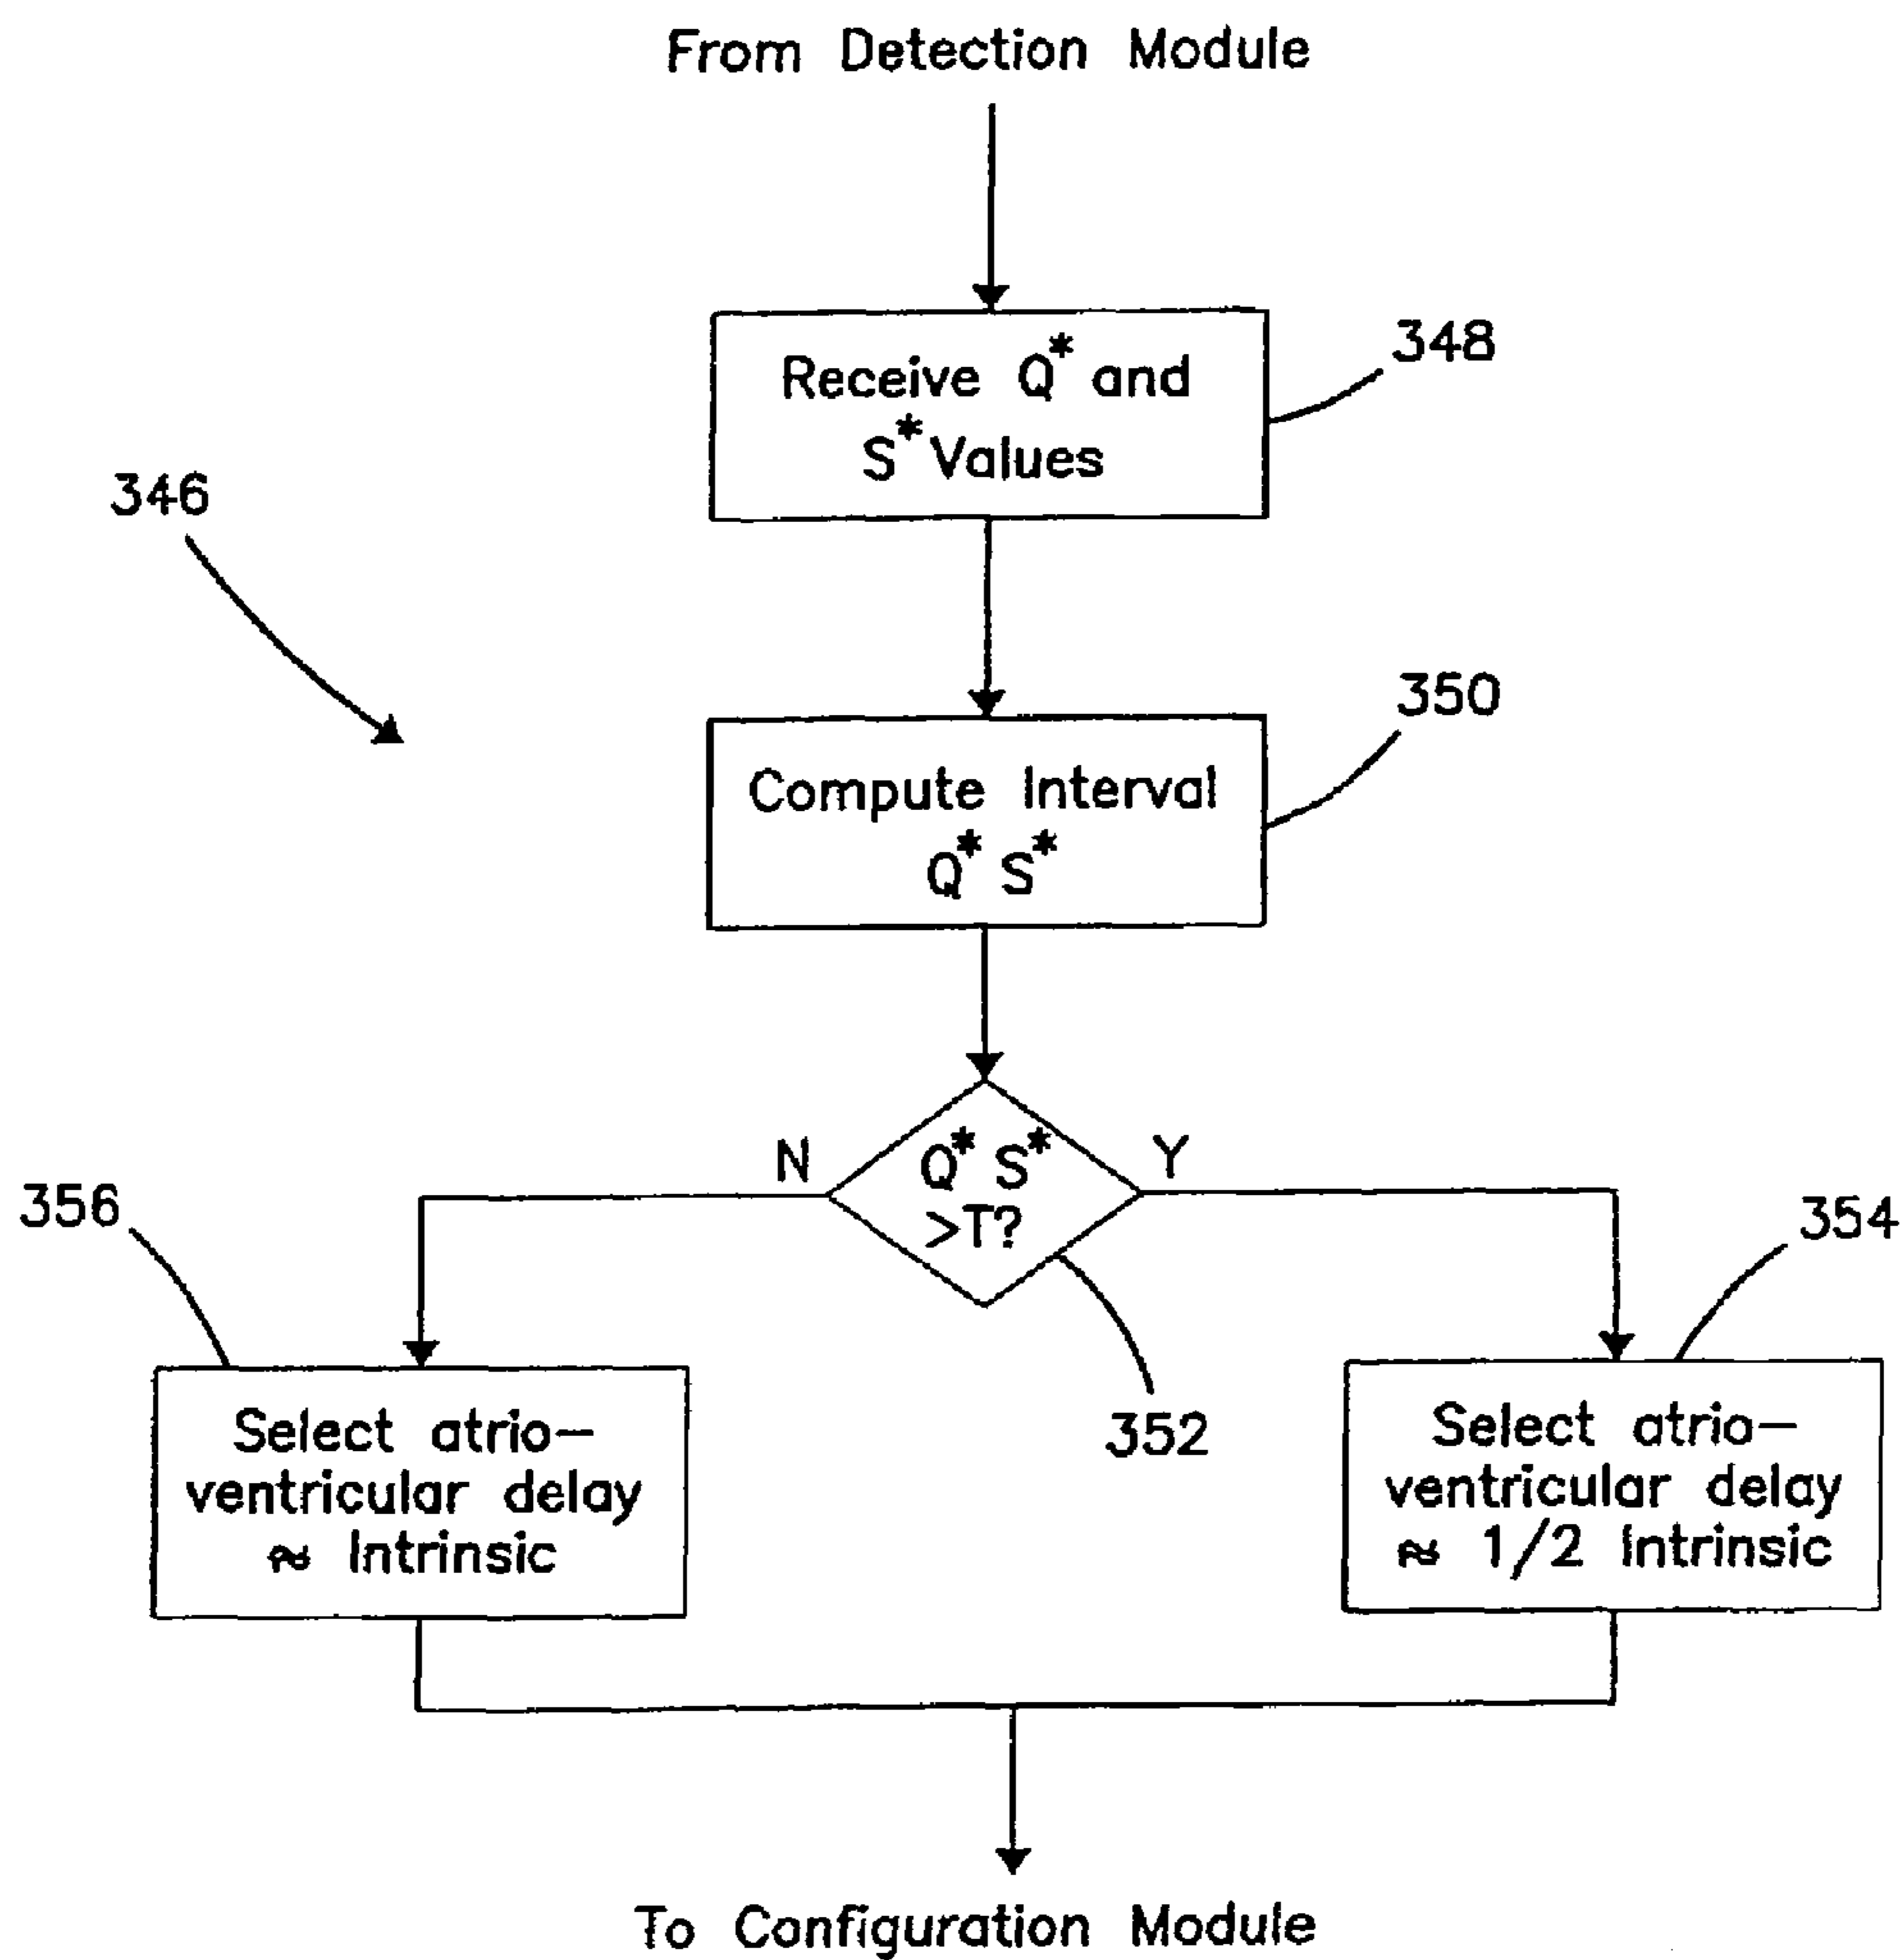 From Detection Module
Receive Q* and
S* Values
348
346
Compute Interval
Q* S*
350
Q* S*
>T?
N
Y
356
354
352
Select atrio-
ventricular delay
≈ Intrinsic
Select atrio-
ventricular delay
≈ 1/2 Intrinsic
To Configuration Module